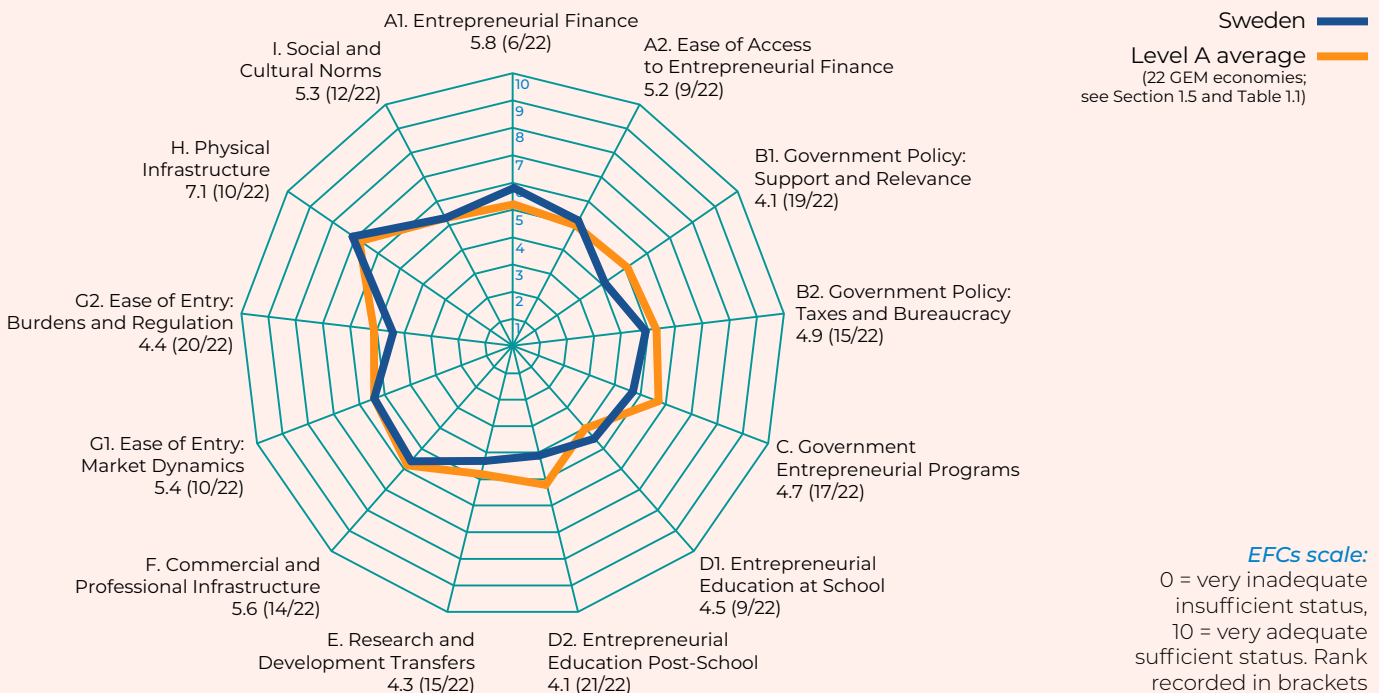 A1. Entrepreneurial Finance
5.8 (6/22)
A2. Ease of Access
to Entrepreneurial Finance
5.2 (9/22)
B1. Government Policy:
Support and Relevance
4.1 (19/22)
B2. Government Policy:
Taxes and Bureaucracy
4.9 (15/22)
C. Government
Entrepreneurial Programs
4.7 (17/22)
D1. Entrepreneurial
Education at School
4.5 (9/22)
D2. Entrepreneurial
Education Post-School
4.1 (21/22)
E. Research and
Development Transfers
4.3 (15/22)
F. Commercial and
Professional Infrastructure
5.6 (14/22)
G1. Ease of Entry:
Market Dynamics
5.4 (10/22)
G2. Ease of Entry:
Burdens and Regulation
4.4 (20/22)
H. Physical
Infrastructure
7.1 (10/22)
I. Social and
Cultural Norms
5.3 (12/22)
10
9
8
7
5
4
3
2
1
Sweden
Level A average
(22 GEM economies;
see Section 1.5 and Table 1.1)
EFCs scale:
0 = very inadequate
insufficient status,
10 = very adequate
sufficient status. Rank
recorded in brackets